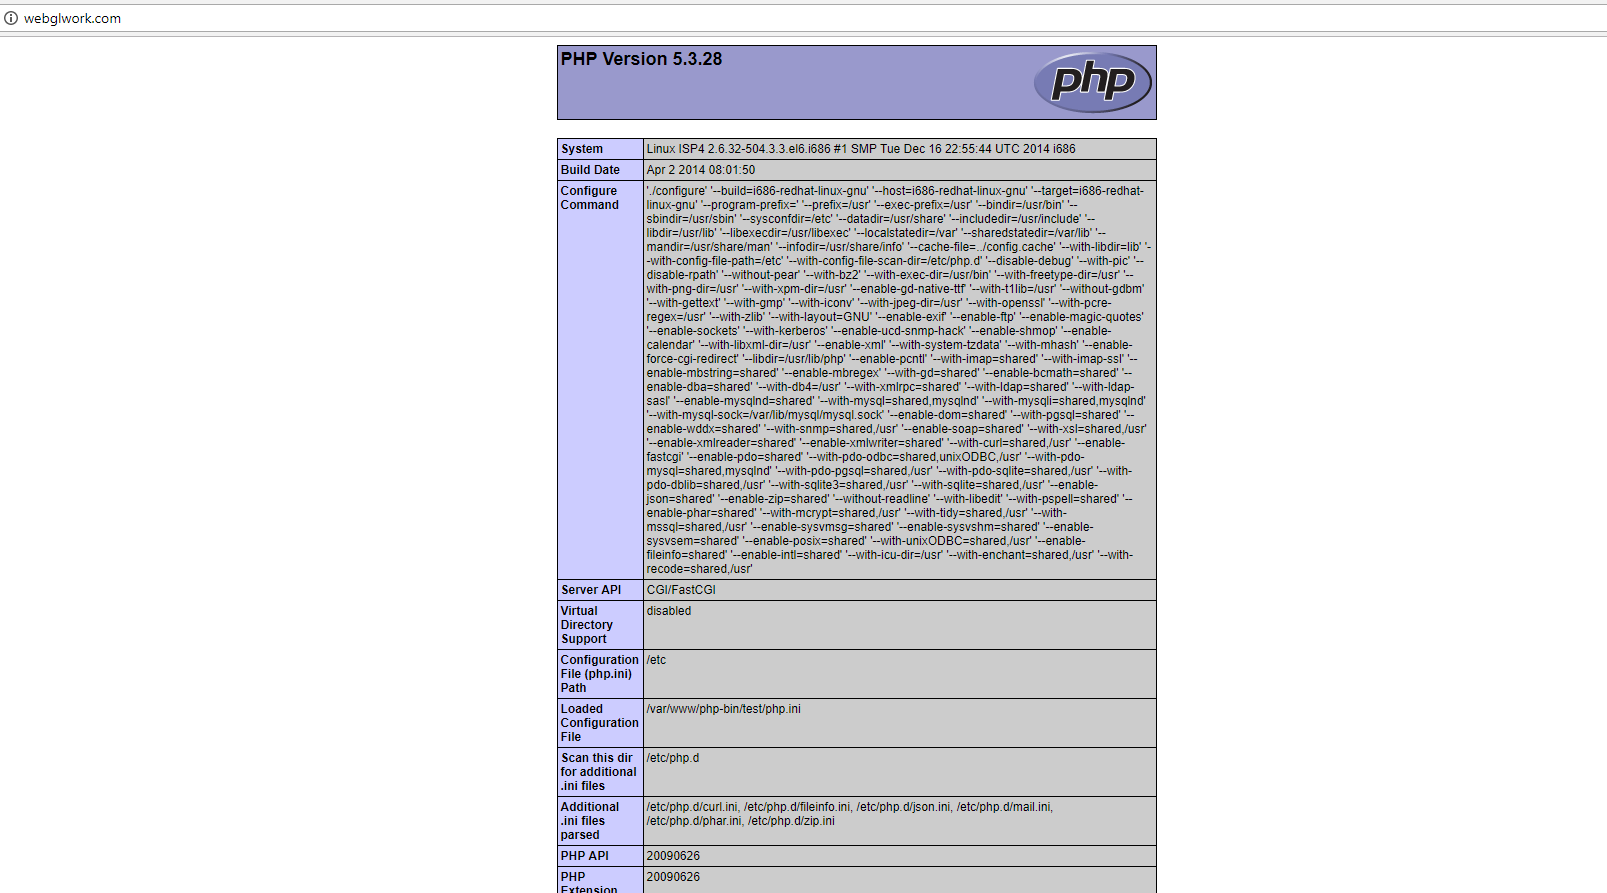 webglwork.com
PHP Version 5.3.28
php
System
Linux ISP4 2.6.32-504.3.3.el6.i686 #1 SMP Tue Dec 16 22:55:44 UTC 2014 i686
Build Date
Apr 2 2014 08:01:50
Configure
Command
'./configure' '--build=i686-redhat-linux-gnu' '--host=i686-redhat-linux-gnu' '--target=i686-redhat-
linux-gnu' '--program-prefix=' '--prefix=/usr' '--exec-prefix=/usr' '--bindir=/usr/bin' '--
sbindir=/usr/sbin' '--sysconfdir=/etc' '--datadir=/usr/share' '--includedir=/usr/include' '--
libdir=/usr/lib' '--libexecdir=/usr/libexec' '--localstatedir=/var' '--sharedstatedir=/var/lib' '--
mandir=/usr/share/man' '--infodir=/usr/share/info' '--cache-file=../config.cache' '--with-libdir=lib' '-
-with-config-file-path=/etc' '--with-config-file-scan-dir=/etc/php.d' '--disable-debug' '--with-pic' '--
disable-rpath' '--without-pear' '--with-bz2' '--with-exec-dir=/usr/bin' '--with-freetype-dir=/usr' '--
with-png-dir=/usr' '--with-xpm-dir=/usr' '--enable-gd-native-ttf' '--with-t1lib=/usr' '--without-gdbm'
'--with-gettext' '--with-gmp' '--with-iconv' '--with-jpeg-dir=/usr' '--with-openssl' '--with-pcre-
regex=/usr' '--with-zlib' '--with-layout=GNU' '--enable-exif' '--enable-ftp' '--enable-magic-quotes'
'--enable-sockets' '--with-kerberos' '--enable-ucd-snmp-hack' '--enable-shmop' '--enable-
calendar' '--with-libxml-dir=/usr' '--enable-xml' '--with-system-tzdata' '--with-mhash' '--enable-
force-cgi-redirect' '--libdir=/usr/lib/php' '--enable-pcntl' '--with-imap=shared' '--with-imap-ssl' '--
enable-mbstring=shared' '--enable-mbregex' '--with-gd=shared' '--enable-bcmath=shared' '--
enable-dba=shared' '--with-db4=/usr' '--with-xmlrpc=shared' '--with-ldap=shared' '--with-ldap-
sasl' '--enable-mysqlnd=shared' '--with-mysql=shared,mysqlnd' '--with-mysqli=shared,mysqlnd'
'--with-mysql-sock=/var/lib/mysql/mysql.sock' '--enable-dom=shared' '--with-pgsql=shared' '--
enable-wddx=shared' '--with-snmp=shared,/usr' '--enable-soap=shared' '--with-xsl=shared,/usr'
'--enable-xmlreader=shared' '--enable-xmlwriter=shared' '--with-curl=shared,/usr' '--enable-
fastcgi' '--enable-pdo=shared' '--with-pdo-odbc=shared,unixODBC,/usr' '--with-pdo-
mysql=shared,mysqlnd' '--with-pdo-pgsql=shared,/usr' '--with-pdo-sqlite=shared,/usr' '--with-
pdo-dblib=shared,/usr' '--with-sqlite3=shared,/usr' '--with-sqlite=shared,/usr' '--enable-
json=shared' '--enable-zip=shared' '--without-readline' '--with-libedit' '--with-pspell=shared' '--
enable-phar=shared' '--with-mcrypt=shared,/usr' '--with-tidy=shared,/usr' '--with-
mssql=shared,/usr' '--enable-sysvmsg=shared' '--enable-sysvshm=shared' '--enable-
sysvsem=shared' '--enable-posix=shared' '--with-unixODBC=shared,/usr' '--enable-
fileinfo=shared' '--enable-intl=shared' '--with-icu-dir=/usr' '--with-enchant=shared,/usr' '--with-
recode=shared,/usr'
Server API
CGI/FastCGI
Virtual
Directory
Support
disabled
Configuration
File (php.ini)
Path
/etc
Loaded
Configuration
File
/var/www/php-bin/test/php.ini
Scan this dir
for additional
.ini files
/etc/php.d
Additional
.ini files
parsed
/etc/php.d/curl.ini, /etc/php.d/fileinfo.ini, /etc/php.d/json.ini, /etc/php.d/mail.ini,
/etc/php.d/phar.ini, /etc/php.d/zip.ini
PHP API
20090626
PHP
Extension
20090626